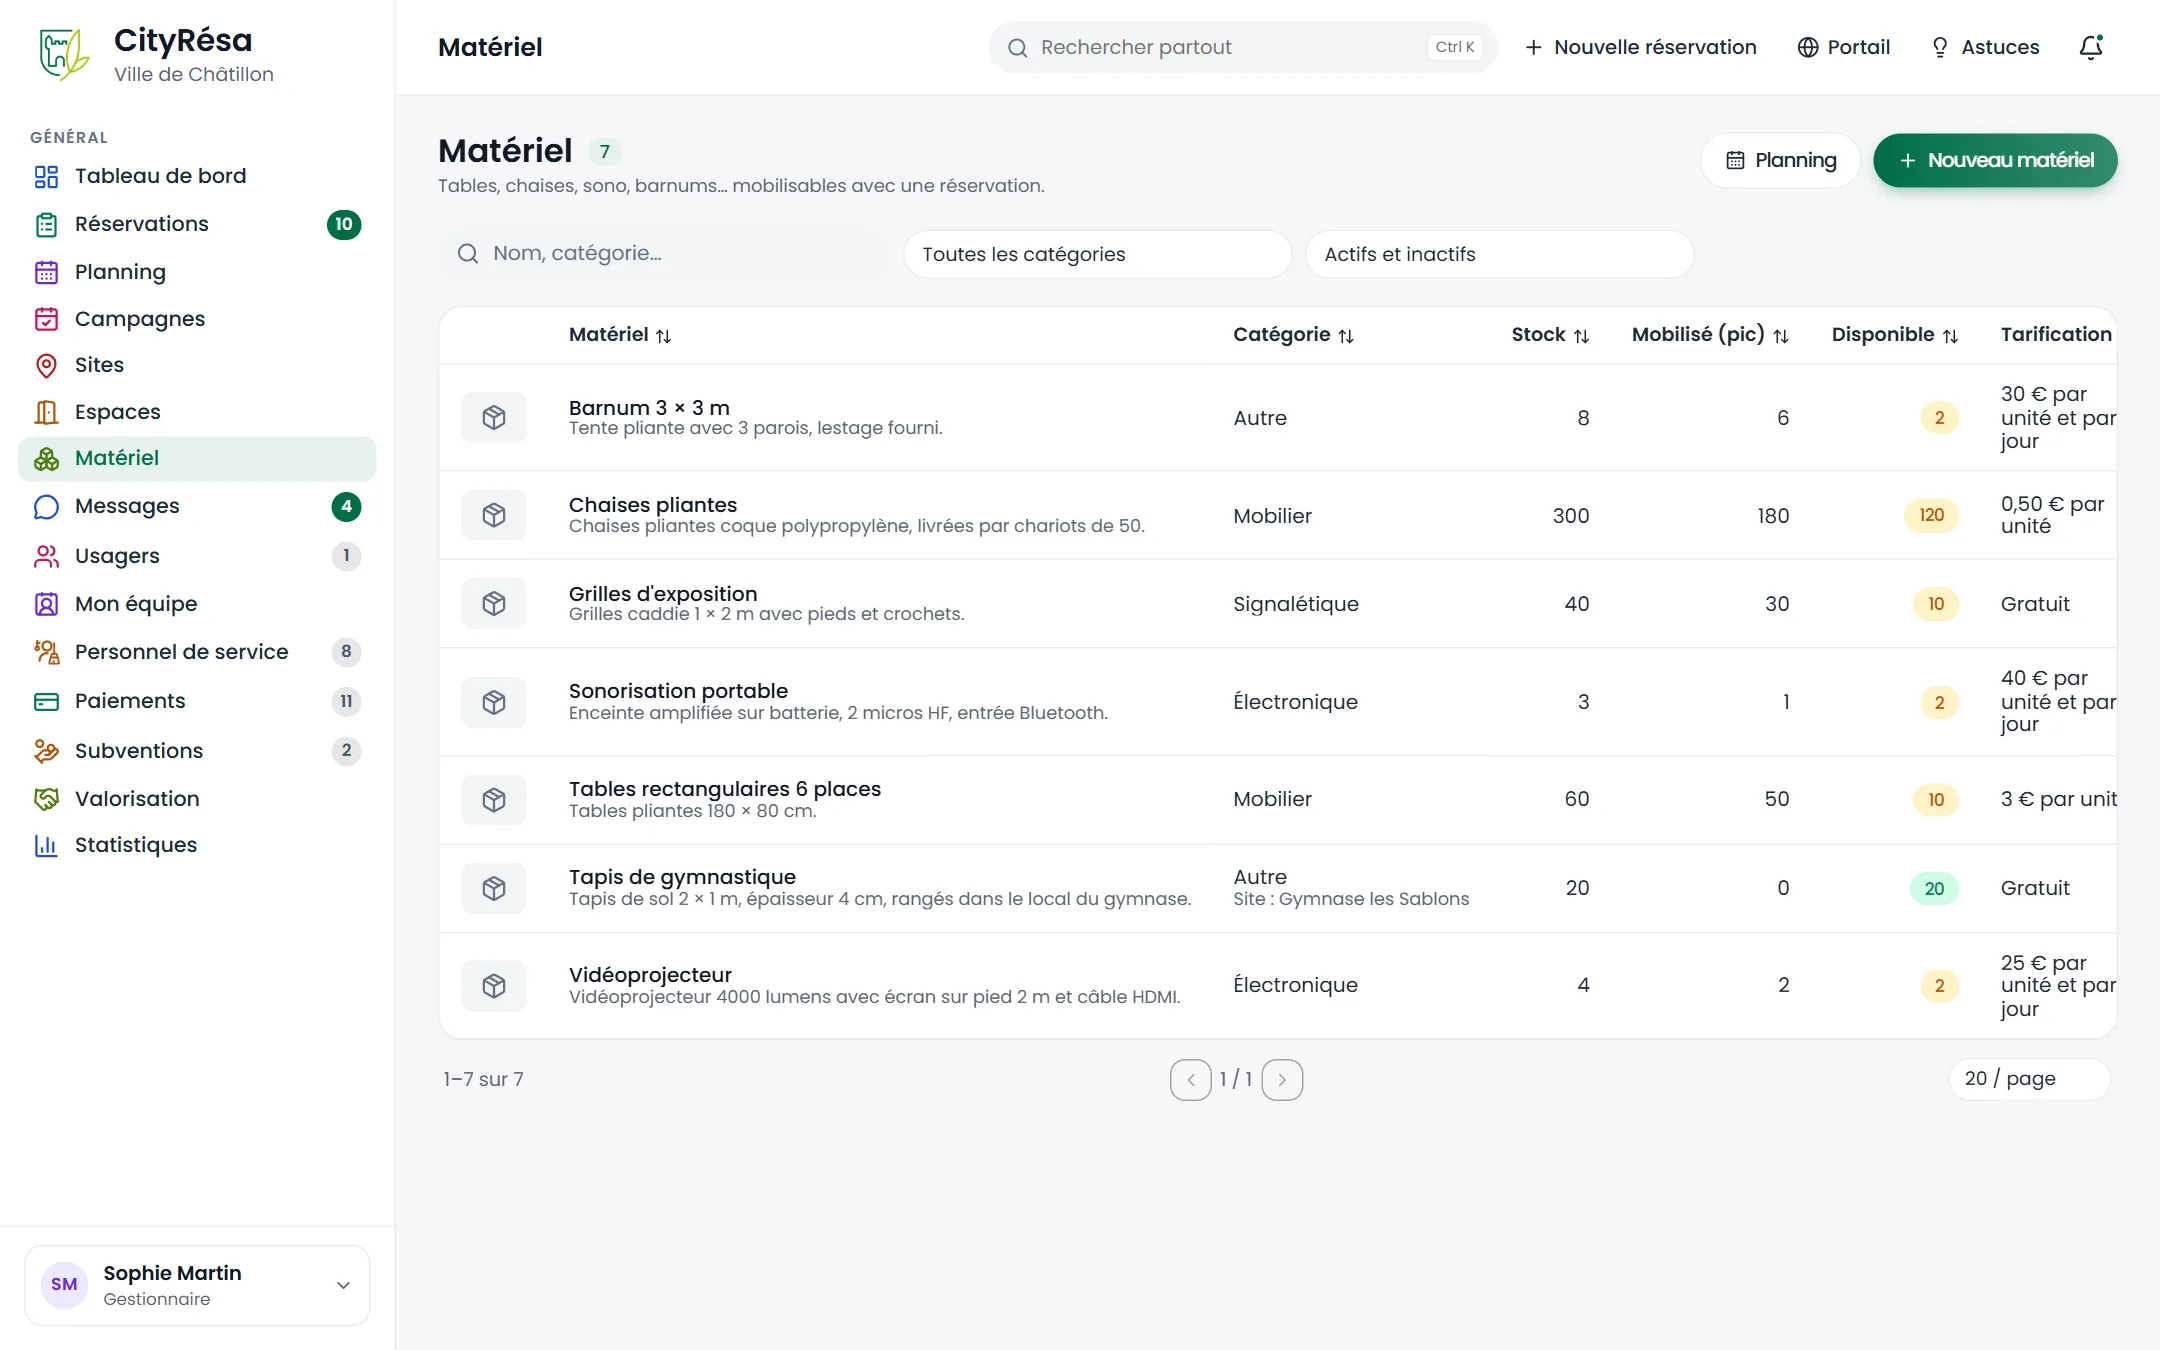 CityRésa
Ville de Châtillon
GÉNÉRAL
Tableau de bord
Réservations 10
Planning
Campagnes
Sites
Espaces
Matériel
Messages 4
Usagers 1
Mon équipe
Personnel de service 8
Paiements 11
Subventions 2
Valorisation
Statistiques
SM
Sophie Martin
Gestionnaire
Matériel
Rechercher partout Ctrl K
Nouvelle réservation
Portail
Astuces
Matériel 7
Tables, chaises, sono, barnums... mobilisables avec une réservation.
Planning
+ Nouveau matériel
Nom, catégorie...
Toutes les catégories
Actifs et inactifs
Matériel Catégorie Stock Mobilisé (pic) Disponible Tarification
Barnum 3 × 3 m
Tente pliante avec 3 parois, lestage fourni.
Autre 8 6 2
30 € par
unité et par
jour
Chaises pliantes
Chaises pliantes coque polypropylène, livrées par chariots de 50.
Mobilier 300 180 120
0,50 € par
unité
Grilles d'exposition
Grilles caddie 1 × 2 m avec pieds et crochets.
Signalétique 40 30 10 Gratuit
Sonorisation portable
Enceinte amplifiée sur batterie, 2 micros HF, entrée Bluetooth.
Électronique 3 1 2
40 € par
unité et par
jour
Tables rectangulaires 6 places
Tables pliantes 180 × 80 cm.
Mobilier 60 50 10 3 € par unit
Tapis de gymnastique
Tapis de sol 2 × 1 m, épaisseur 4 cm, rangés dans le local du gymnase.
Autre
Site : Gymnase les Sablons
20 0 20 Gratuit
Vidéoprojecteur
Vidéoprojecteur 4000 lumens avec écran sur pied 2 m et câble HDMI.
Électronique 4 2 2
25 € par
unité et par
jour
1–7 sur 7
1 / 1
20 / page